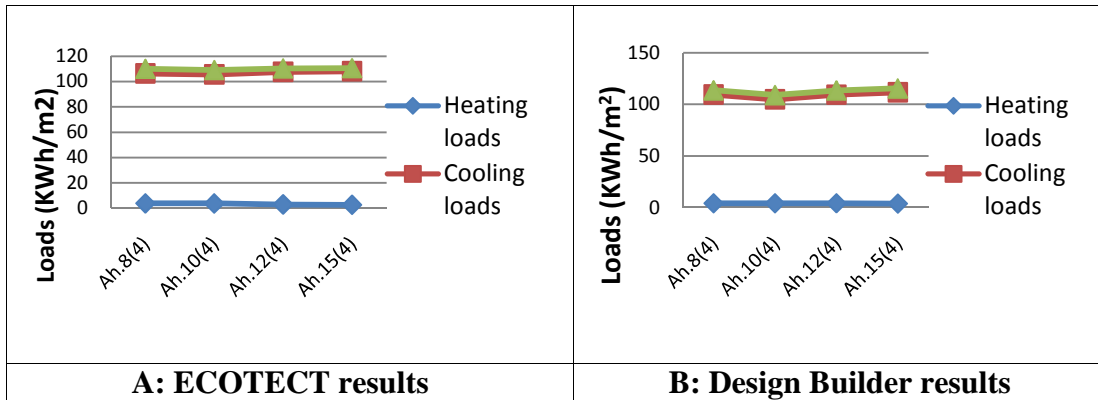 Loads (KWh/m2)
120
100
80
60
40
20
0
Ah.8(4)
Ah.10(4)
Ah.12(4)
Ah.15(4)
Heating
loads
Cooling
loads
A: ECOTECT results
Loads (KWh/m²)
150
100
50
0
Ah.8(4)
Ah.10(4)
Ah.12(4)
Ah.15(4)
Heating
loads
Cooling
loads
B: Design Builder results